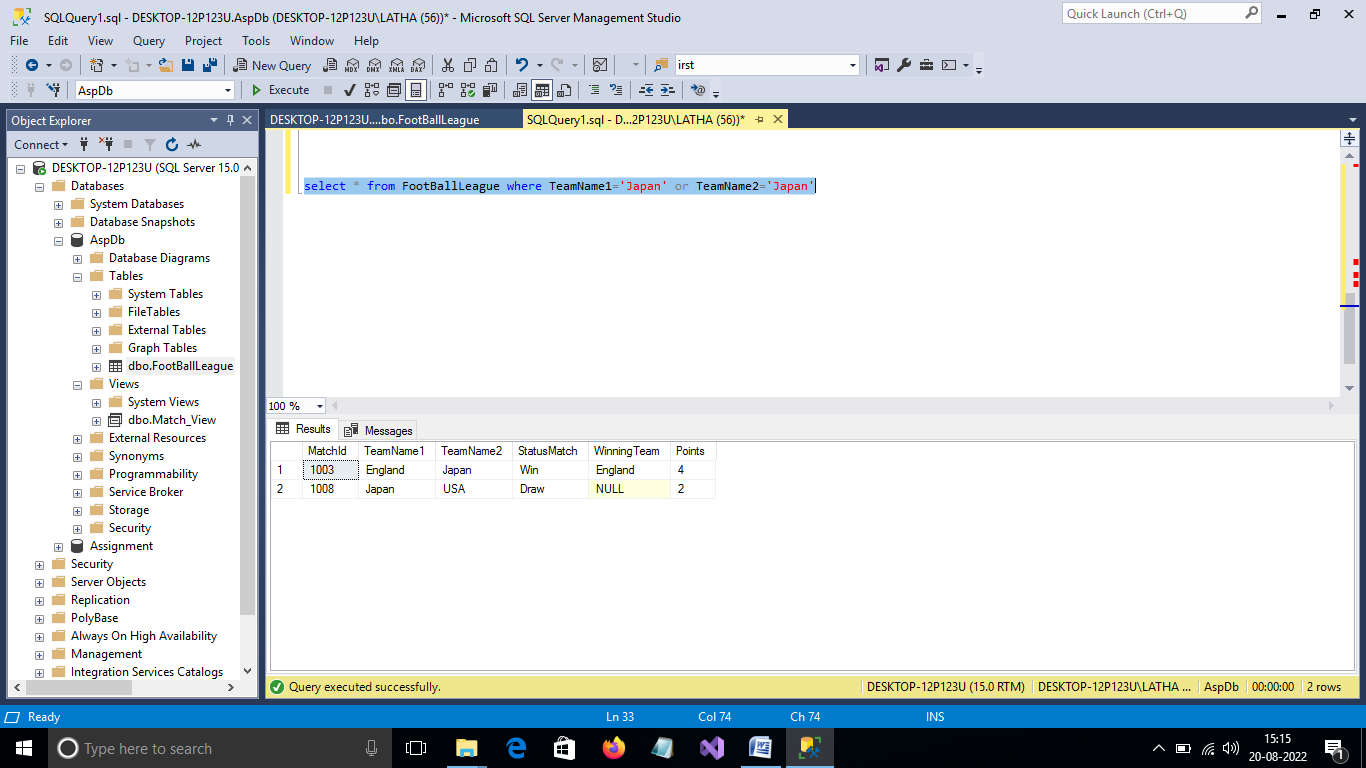 SQLQuery1.sql - DESKTOP-12P123U.AspDb (DESKTOP-12P123U\LATHA (56))* - Microsoft SQL Server Management Studio
Quick Launch (Ctrl+Q)
File Edit View Query Project Tools Window Help
New Query MDX DMX XMLA DAX irst
AspDb Execute
Object Explorer
DESKTOP-12P123U....bo.FootBallLeague
SQLQuery1.sql - D...2P123U\LATHA (56))*
Connect
DESKTOP-12P123U (SQL Server 15.0
Databases
System Databases
Database Snapshots
AspDb
Database Diagrams
Tables
System Tables
FileTables
External Tables
Graph Tables
dbo.FootBallLeague
Views
System Views
dbo.Match_View
External Resources
Synonyms
Programmability
Service Broker
Storage
Security
Assignment
Security
Server Objects
Replication
PolyBase
Always On High Availability
Management
Integration Services Catalogs
select * from FootBallLeague where TeamName1='Japan' or TeamName2='Japan'
100 %
Results Messages
MatchId TeamName1 TeamName2 StatusMatch WinningTeam Points
1 1003 England Japan Win England 4
2 1008 Japan USA Draw NULL 2
Query executed successfully.
DESKTOP-12P123U (15.0 RTM) DESKTOP-12P123U\LATHA ... AspDb 00:00:00 2 rows
Ready Ln 33 Col 74 Ch 74 INS
Type here to search
15:15
20-08-2022
1